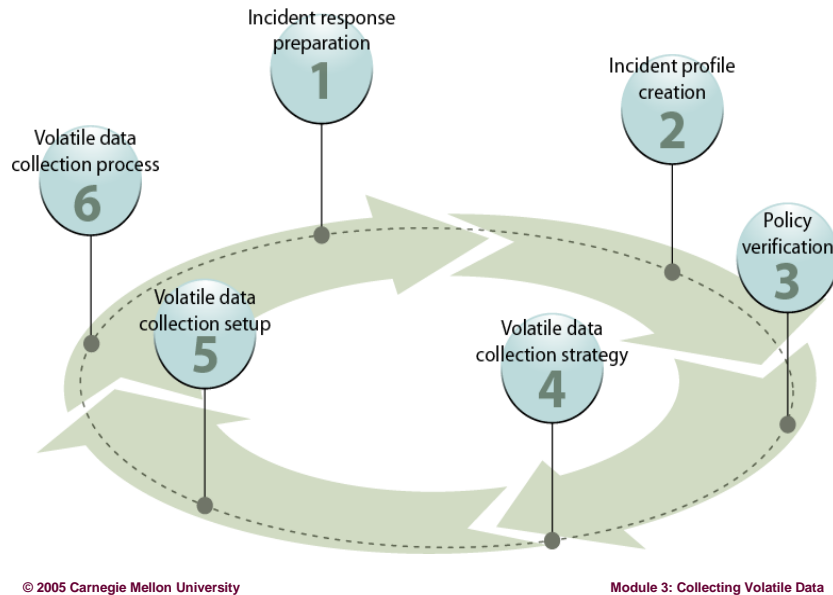 Incident response
preparation
1
Incident profile
creation
2
Policy
verification
3
Volatile data
collection strategy
4
Volatile data
collection setup
5
Volatile data
collection process
6
© 2005 Carnegie Mellon University
Module 3: Collecting Volatile Data